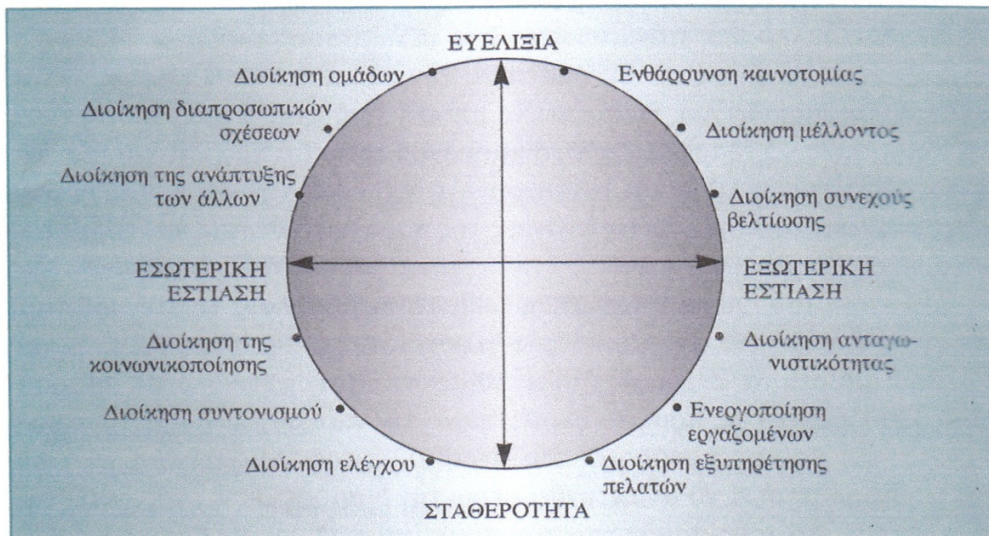 ΕΥΕΛΙΞΙΑ
Διοίκηση ομάδων
Ενθάρρυνση καινοτομίας
Διοίκηση διαπροσωπικών
σχέσεων
Διοίκηση μέλλοντος
Διοίκηση της ανάπτυξης
των άλλων
Διοίκηση συνεχούς
βελτίωσης
ΕΣΩΤΕΡΙΚΗ
ΕΣΤΙΑΣΗ
ΕΞΩΤΕΡΙΚΗ
ΕΣΤΙΑΣΗ
Διοίκηση της
κοινωνικοποίησης
Διοίκηση ανταγω-
νιστικότητας
Διοίκηση συντονισμού
Ενεργοποίηση
εργαζομένων
Διοίκηση ελέγχου
Διοίκηση εξυπηρέτησης
πελατών
ΣΤΑΘΕΡΟΤΗΤΑ